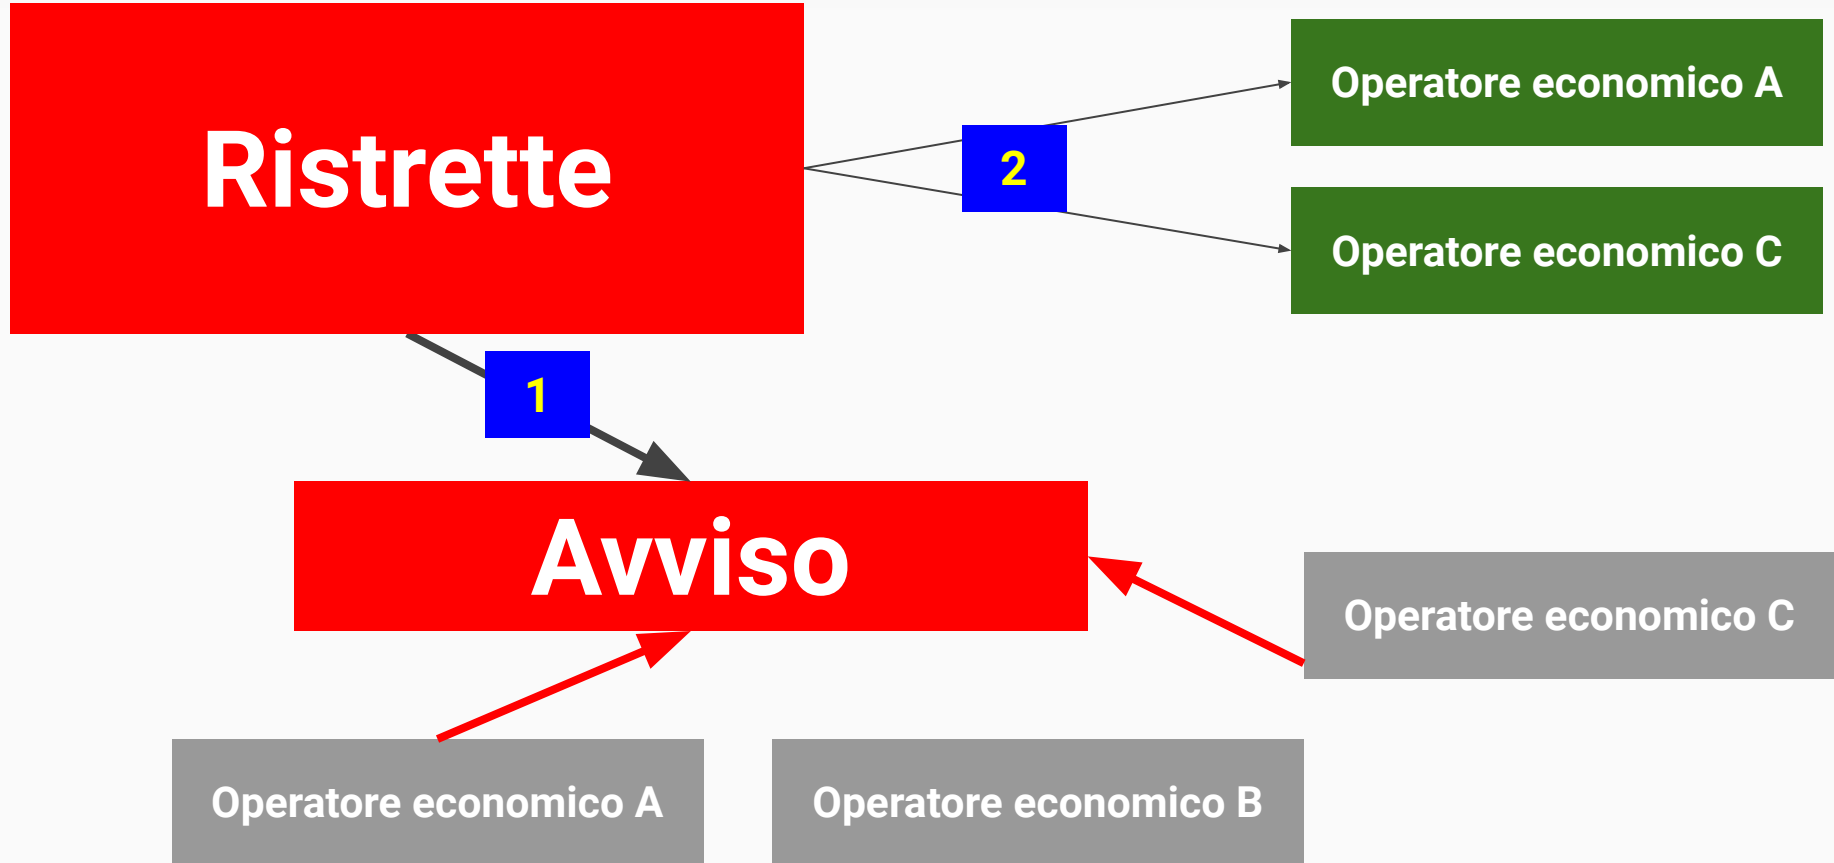 Ristrette
2
Operatore economico A
Operatore economico C
1
Avviso
Operatore economico C
Operatore economico A
Operatore economico B